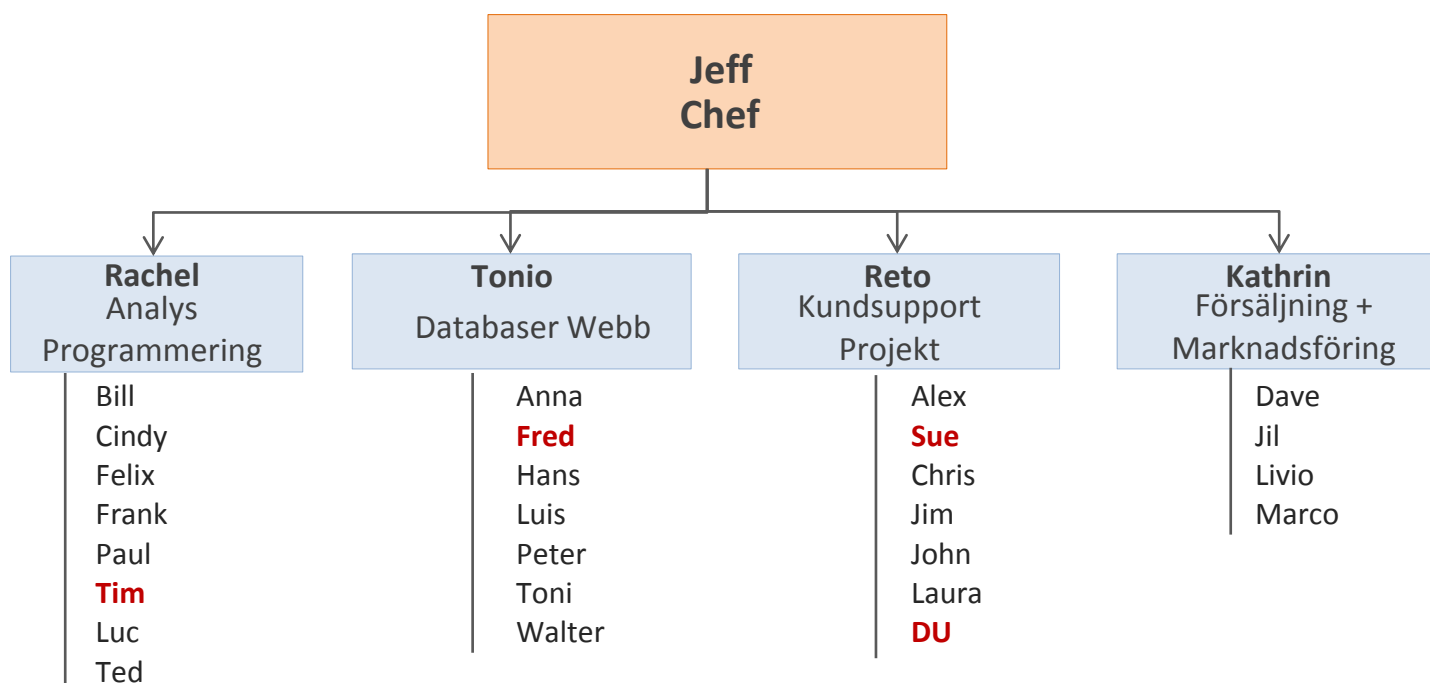 Jeff
Chef
Rachel
Analys
Programmering
Bill
Cindy
Felix
Frank
Paul
Tim
Luc
Ted
Tonio
Databaser Webb
Anna
Fred
Hans
Luis
Peter
Toni
Walter
Reto
Kundsupport
Projekt
Alex
Sue
Chris
Jim
John
Laura
DU
Kathrin
Försäljning +
Marknadsföring
Dave
Jil
Livio
Marco